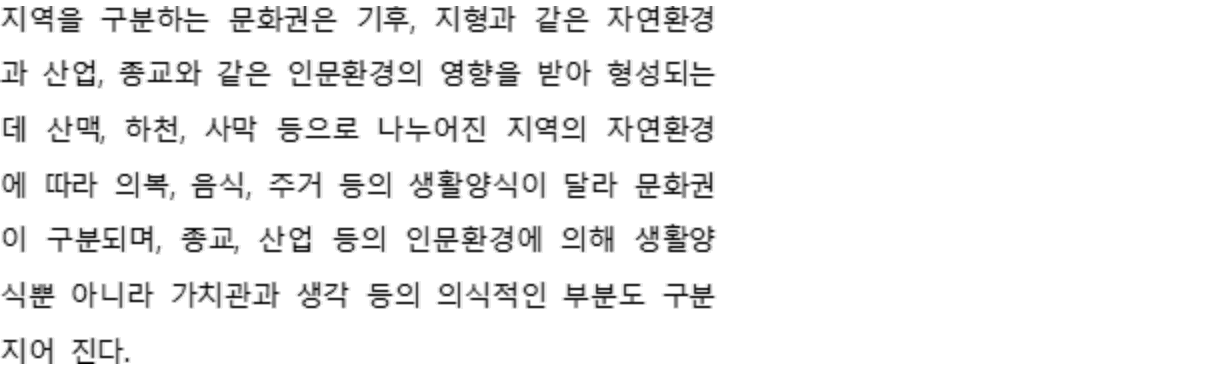 지역을 구분하는 문화권은 기후, 지형과 같은 자연환경
과 산업, 종교와 같은 인문환경의 영향을 받아 형성되는
데 산맥, 하천, 사막 등으로 나누어진 지역의 자연환경
에 따라 의복, 음식, 주거 등의 생활양식이 달라 문화권
이 구분되며, 종교, 산업 등의 인문환경에 의해 생활양
식뿐 아니라 가치관과 생각 등의 의식적인 부분도 구분
지어 진다.